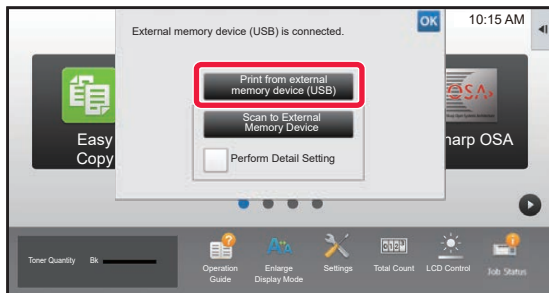 External memory device (USB) is connected.
OK
10:15 AM
Print from external
memory device (USB)
Scan to External
Memory Device
Perform Detail Setting
Easy
Copy
harp OSA
Toner Quantity Bk
Operation
Guide
Enlarge
Display Mode
Settings
Total Count
LCD Control
Job Status